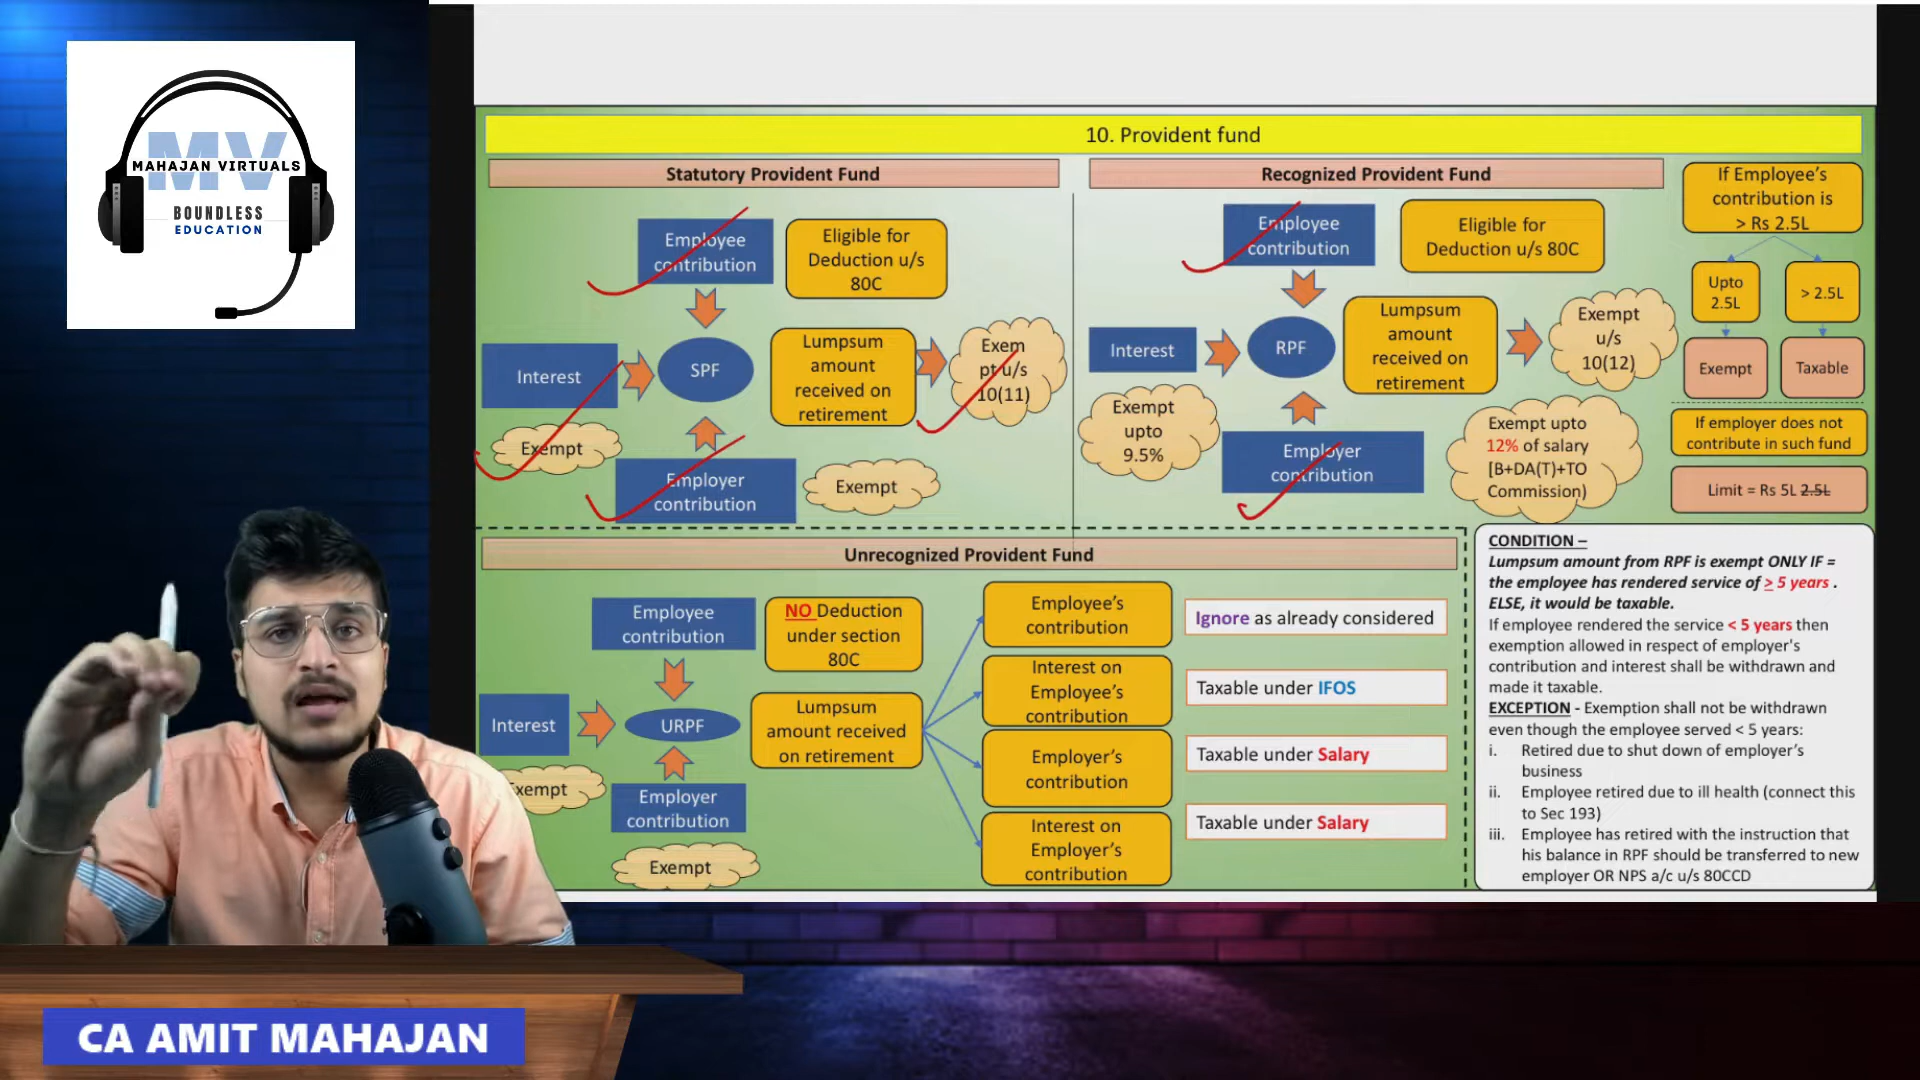 MV
MAHAJAN VIRTUALS
BOUNDLESS
EDUCATION
10. Provident fund
Statutory Provident Fund
Employee
contribution
Eligible for
Deduction u/s
80C
Interest
SPF
Lumpsum
amount
received on
retirement
Exem
pt u/s
10(11)
Exempt
Employer
contribution
Exempt
Recognized Provident Fund
Employee
contribution
Eligible for
Deduction u/s 80C
Interest
RPF
Lumpsum
amount
received on
retirement
Exempt
u/s
10(12)
Exempt
upto
9.5%
Employer
contribution
Exempt upto
12% of salary
[B+DA(T)+TO
Commission)
If Employee's
contribution is
> Rs 2.5L
Upto
2.5L
> 2.5L
Exempt
Taxable
If employer does not
contribute in such fund
Limit = Rs 5L 2.5L
Unrecognized Provident Fund
Employee
contribution
NO Deduction
under section
80C
Interest
URPF
Lumpsum
amount received
on retirement
Exempt
Employer
contribution
Exempt
Employee's
contribution
Ignore as already considered
Interest on
Employee's
contribution
Taxable under IFOS
Employer's
contribution
Taxable under Salary
Interest on
Employer's
contribution
Taxable under Salary
CONDITION –
Lumpsum amount from RPF is exempt ONLY IF =
the employee has rendered service of ≥ 5 years .
ELSE, it would be taxable.
If employee rendered the service < 5 years then
exemption allowed in respect of employer's
contribution and interest shall be withdrawn and
made it taxable.
EXCEPTION - Exemption shall not be withdrawn
even though the employee served < 5 years:
i. Retired due to shut down of employer's
business
ii. Employee retired due to ill health (connect this
to Sec 193)
iii. Employee has retired with the instruction that
his balance in RPF should be transferred to new
employer OR NPS a/c u/s 80CCD
CA AMIT MAHAJAN